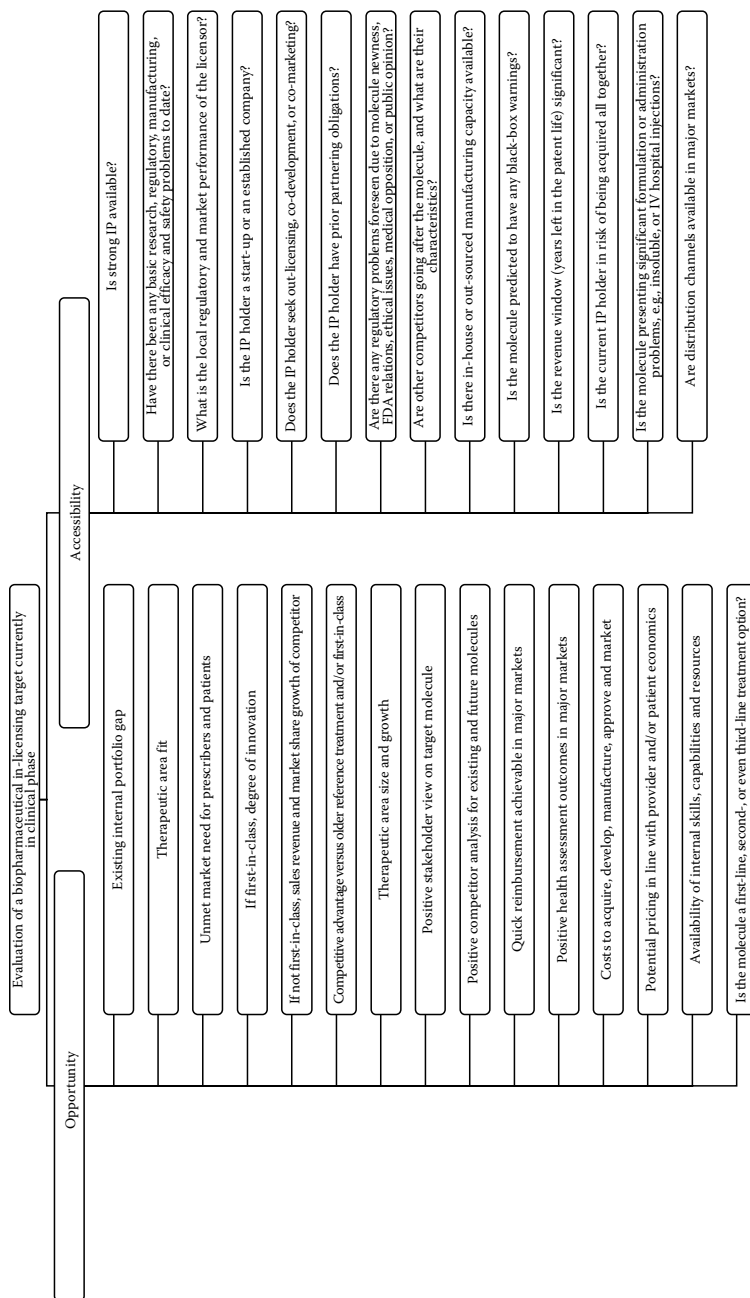 Evaluation of a biopharmaceutical in-licensing target currently
in clinical phase
Opportunity
Existing internal portfolio gap
Therapeutic area fit
Unmet market need for prescribers and patients
If first-in-class, degree of innovation
If not first-in-class, sales revenue and market share growth of competitor
Competitive advantage versus older reference treatment and/or first-in-class
Therapeutic area size and growth
Positive stakeholder view on target molecule
Positive competitor analysis for existing and future molecules
Quick reimbursement achievable in major markets
Positive health assessment outcomes in major markets
Costs to acquire, develop, manufacture, approve and market
Potential pricing in line with provider and/or patient economics
Availability of internal skills, capabilities and resources
Is the molecule a first-line, second-, or even third-line treatment option?
Accessibility
Is strong IP available?
Have there been any basic research, regulatory, manufacturing,
or clinical efficacy and safety problems to date?
What is the local regulatory and market performance of the licensor?
Is the IP holder a start-up or an established company?
Does the IP holder seek out-licensing, co-development, or co-marketing?
Does the IP holder have prior partnering obligations?
Are there any regulatory problems foreseen due to molecule newness,
FDA relations, ethical issues, medical opposition, or public opinion?
Are other competitors going after the molecule, and what are their
characteristics?
Is there in-house or out-sourced manufacturing capacity available?
Is the molecule predicted to have any black-box warnings?
Is the revenue window (years left in the patent life) significant?
Is the current IP holder in risk of being acquired all together?
Is the molecule presenting significant formulation or administration
problems, e.g., insoluble, or IV hospital injections?
Are distribution channels available in major markets?